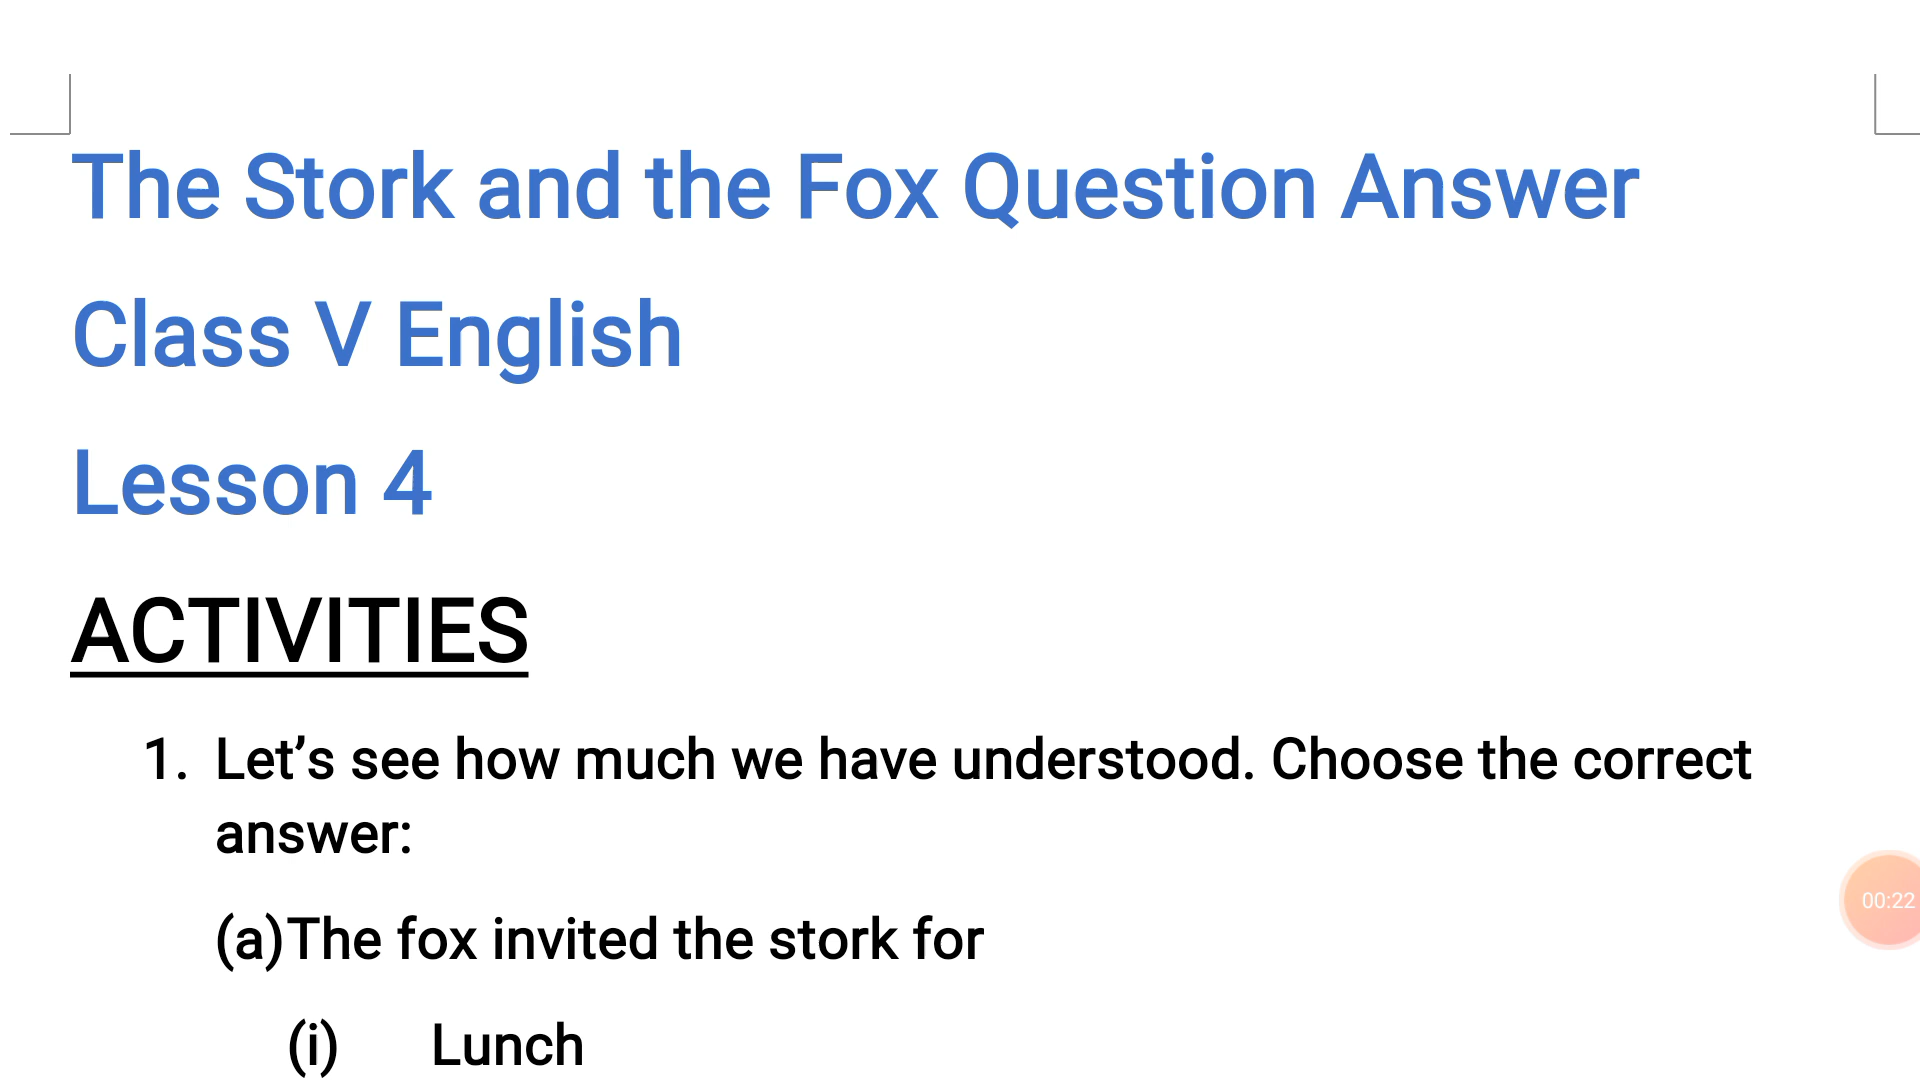 The Stork and the Fox Question Answer
Class V English
Lesson 4
ACTIVITIES
1. Let’s see how much we have understood. Choose the correct
answer:
(a)The fox invited the stork for
00:22
(i) Lunch